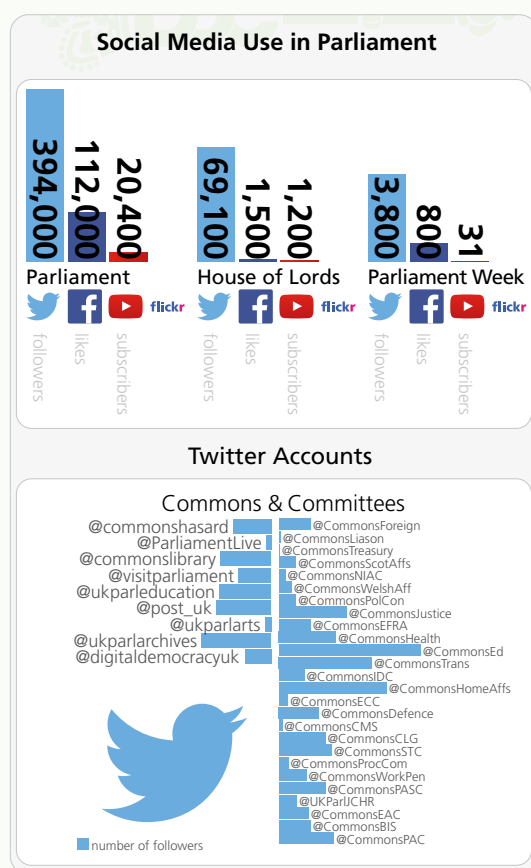 Social Media Use in Parliament
394,000
112,000
20,400
Parliament
flickr
followers
likes
subscribers
69,100
1,500
1,200
House of Lords
flickr
followers
likes
subscribers
3,800
800
31
Parliament Week
flickr
followers
likes
subscribers
Twitter Accounts
Commons & Committees
@commonshasard
@ParliamentLive
@commonslibrary
@visitparliament
@ukparleducation
@post_uk
@ukparlarts
@ukparlarchives
@digitaldemocracyuk
@CommonsForeign
@CommonsLiason
@CommonsTreasury
@CommonsScotAffs
@CommonsNIAC
@CommonsWelshAff
@CommonsPolCon
@CommonsJustice
@CommonsEFRA
@CommonsHealth
@CommonsEd
@CommonsTrans
@CommonsIDC
@CommonsHomeAffs
@CommonsECC
@CommonsDefence
@CommonsCMS
@CommonsCLG
@CommonsSTC
@CommonsProcCom
@CommonsWorkPen
@CommonsPASC
@UKParlJCHR
@CommonsEAC
@CommonsBIS
@CommonsPAC
number of followers